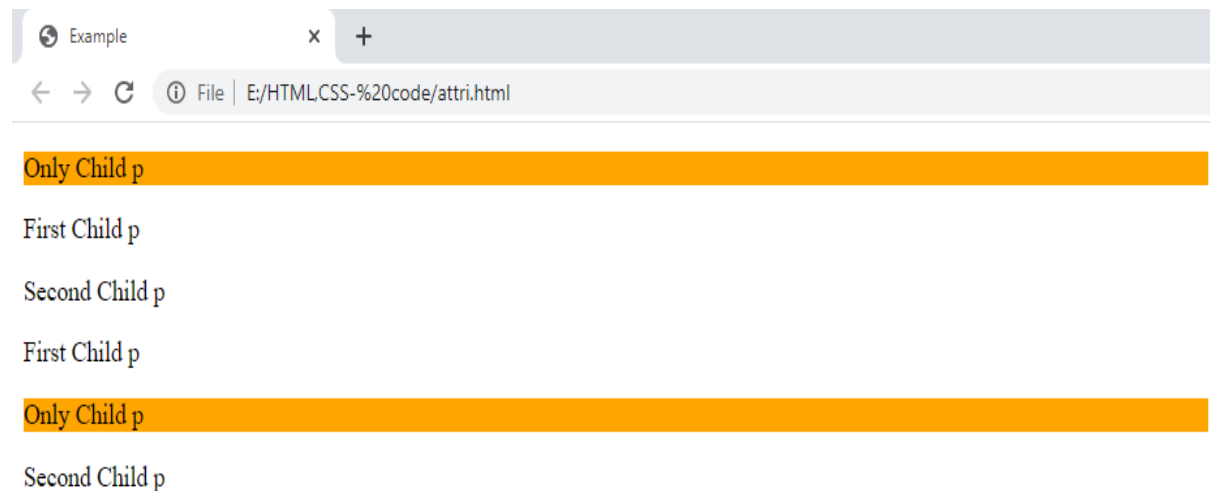 Example
File | E:/HTML,CSS-%20code/attri.html
Only Child p
First Child p
Second Child p
First Child p
Only Child p
Second Child p